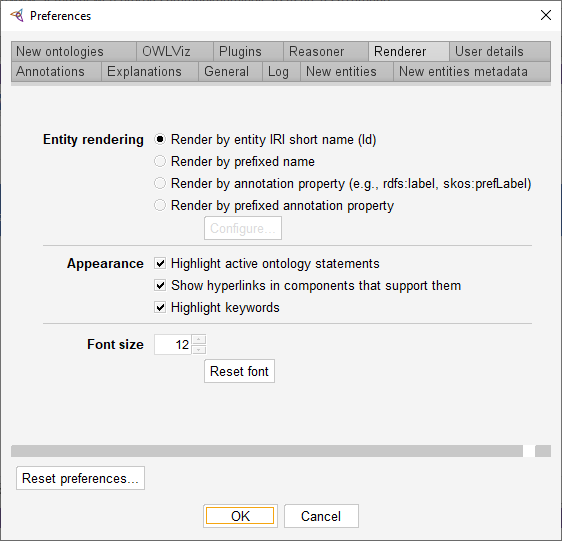 Preferences
New ontologies OWLViz Plugins Reasoner Renderer User details
Annotations Explanations General Log New entities New entities metadata
Entity rendering Render by entity IRI short name (Id)
Render by prefixed name
Render by annotation property (e.g., rdfs:label, skos:prefLabel)
Render by prefixed annotation property
Configure...
Appearance Highlight active ontology statements
Show hyperlinks in components that support them
Highlight keywords
Font size 12
Reset font
Reset preferences...
OK Cancel